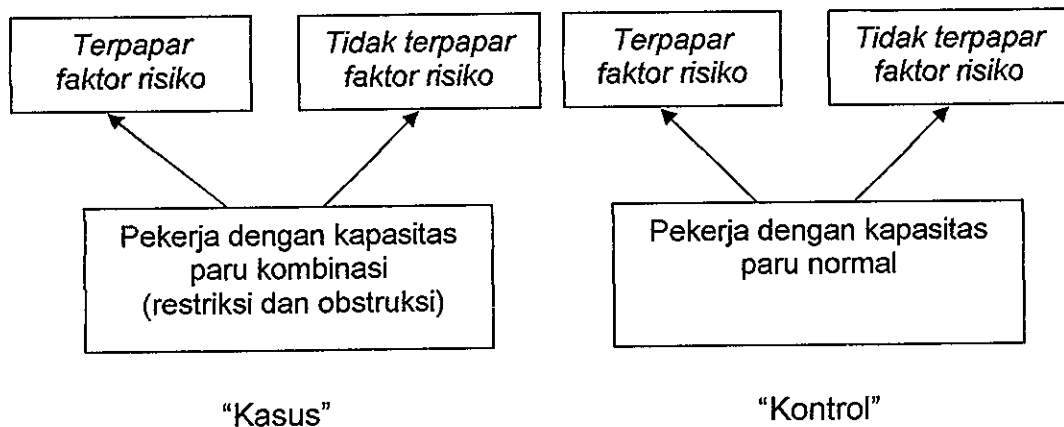 Terpapar
faktor risiko
Tidak terpapar
faktor risiko
Terpapar
faktor risiko
Tidak terpapar
faktor risiko
Pekerja dengan kapasitas
paru kombinasi
(restriksi dan obstruksi)
Pekerja dengan kapasitas
paru normal
“Kasus”
“Kontrol”